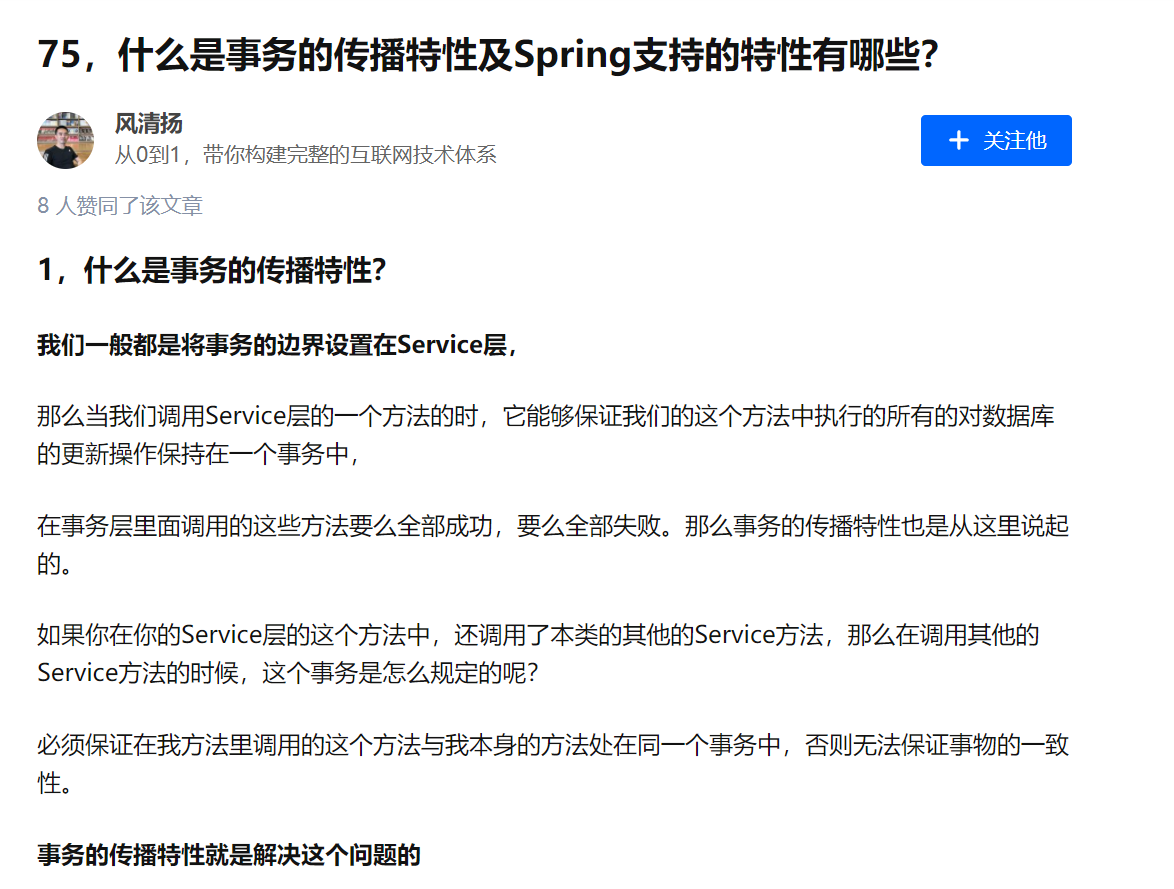 75，什么是事务的传播特性及Spring支持的特性有哪些？
风清扬
从0到1，带你构建完整的互联网技术体系
关注他
8 人赞同了该文章
1，什么是事务的传播特性？
我们一般都是将事务的边界设置在Service层，
那么当我们调用Service层的一个方法的时，它能够保证我们的这个方法中执行的所有的对数据库
的更新操作保持在一个事务中，
在事务层里面调用的这些方法要么全部成功，要么全部失败。那么事务的传播特性也是从这里说起
的。
如果你在你的Service层的这个方法中，还调用了本类的其他的Service方法，那么在调用其他的
Service方法的时候，这个事务是怎么规定的呢？
必须保证在我方法里调用的这个方法与我本身的方法处在同一个事务中，否则无法保证事物的一致
性。
事务的传播特性就是解决这个问题的